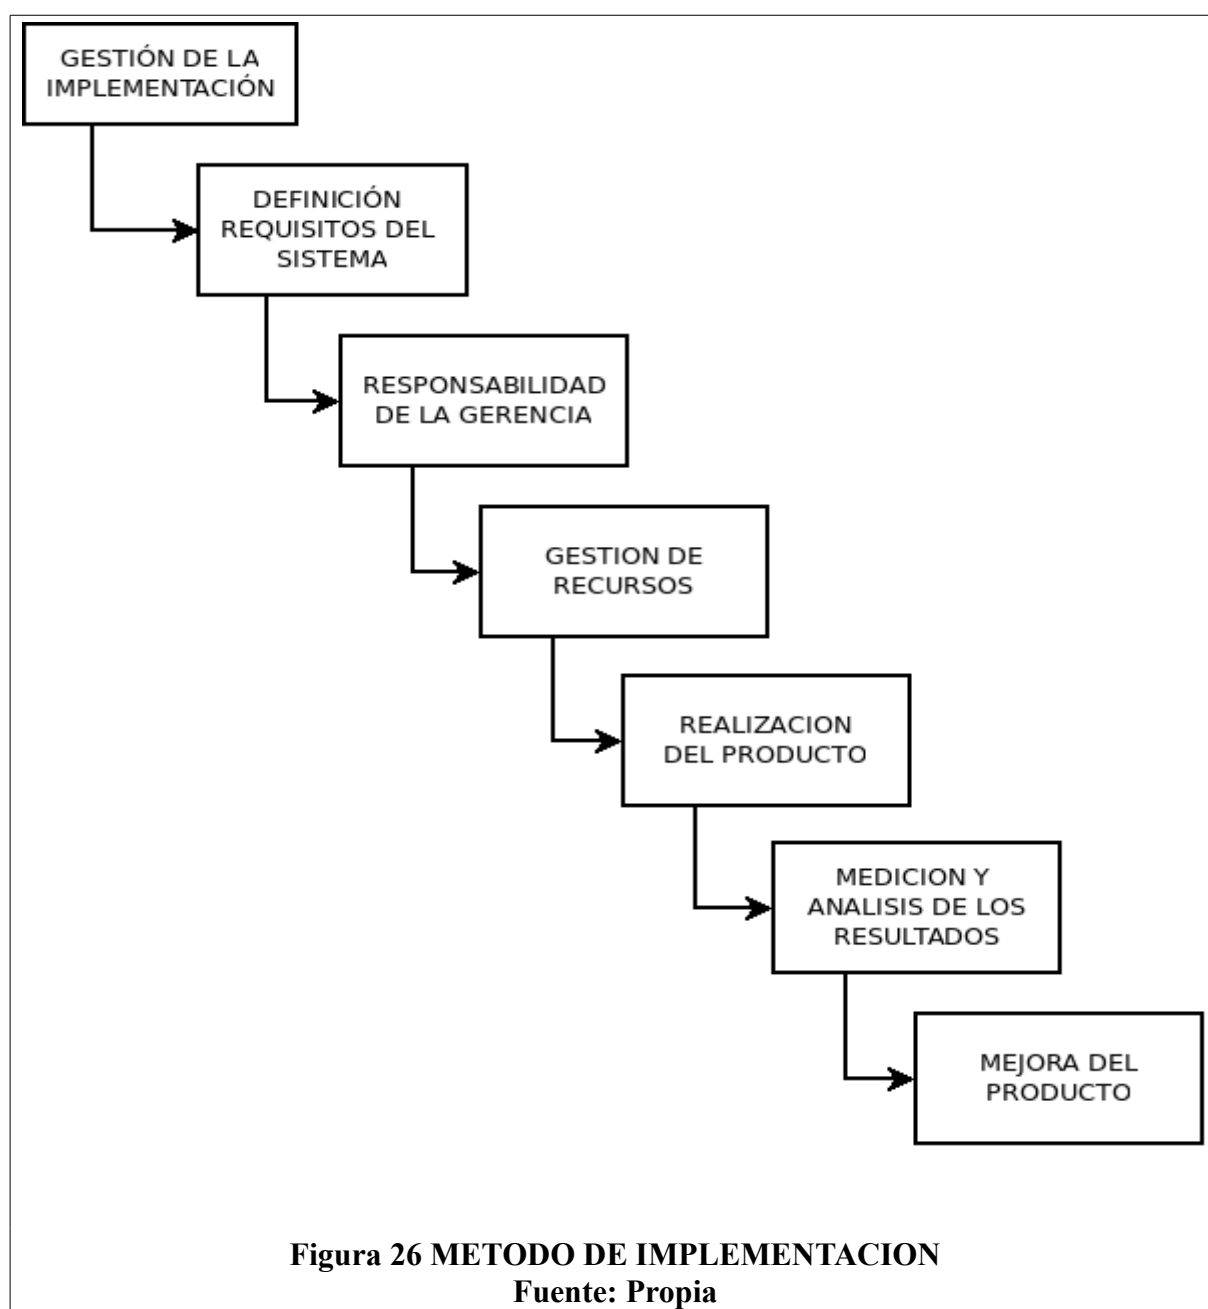 GESTIÓN DE LA
IMPLEMENTACIÓN
DEFINICIÓN
REQUISITOS DEL
SISTEMA
RESPONSABILIDAD
DE LA GERENCIA
GESTION DE
RECURSOS
REALIZACION
DEL PRODUCTO
MEDICION Y
ANALISIS DE LOS
RESULTADOS
MEJORA DEL
PRODUCTO
Figura 26 METODO DE IMPLEMENTACION
Fuente: Propia